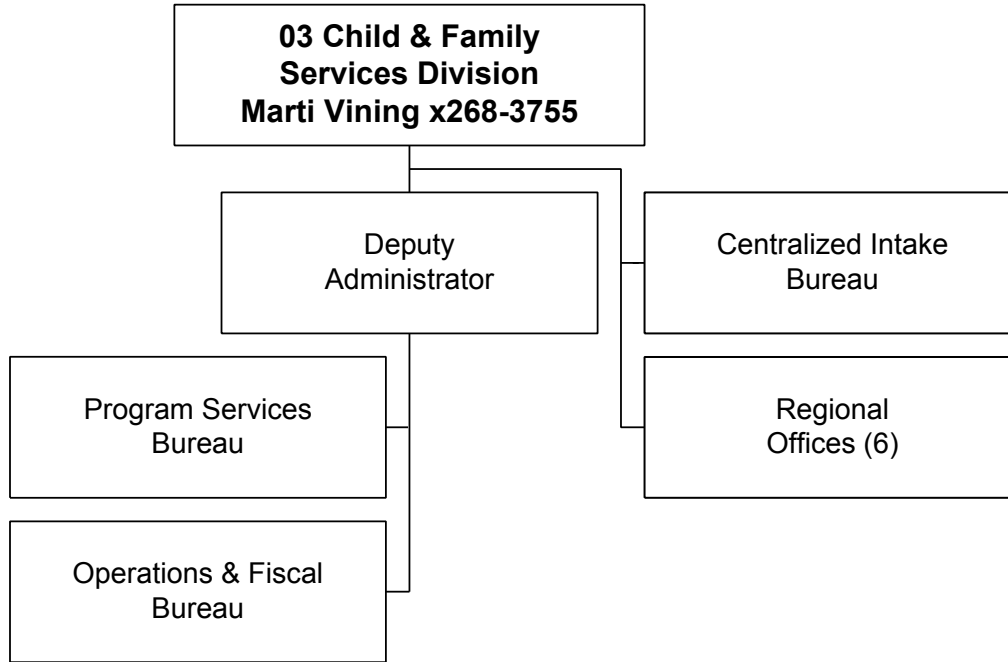 03 Child & Family
Services Division
Marti Vining x268-3755
Deputy
Administrator
Centralized Intake
Bureau
Program Services
Bureau
Regional
Offices (6)
Operations & Fiscal
Bureau